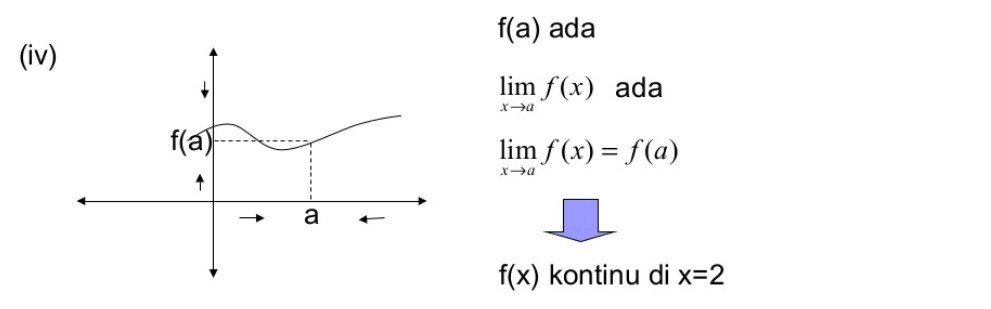 (iv)
f(a)
a
f(a) ada
lim f(x) ada
x→a
lim f(x) = f(a)
x→a
f(x) kontinu di x=2